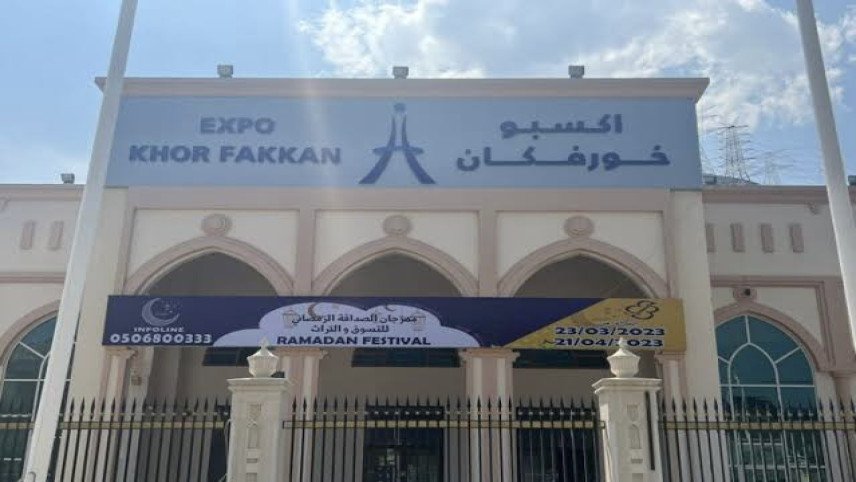 EXPO
KHOR FAKKAN
اكسبو
خورفكان
INFOLINE
0506800333
مهرجان الصداقة الرمضاني
للتسوق و التراث
RAMADAN FESTIVAL
23/03/2023
21/04/2023